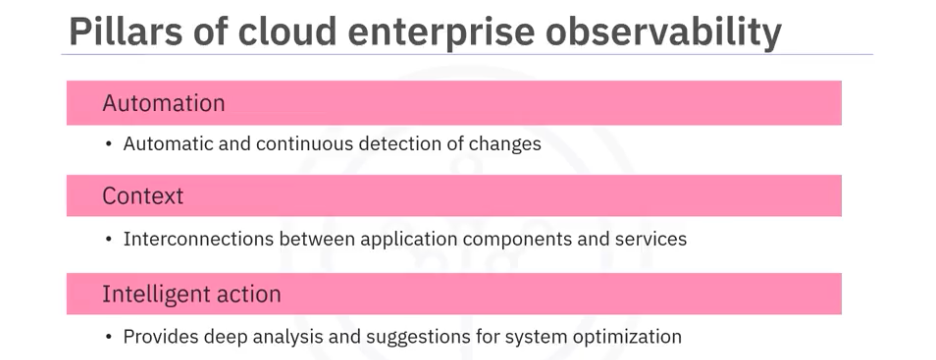 Pillars of cloud enterprise observability
Automation
• Automatic and continuous detection of changes
Context
• Interconnections between application components and services
Intelligent action
• Provides deep analysis and suggestions for system optimization